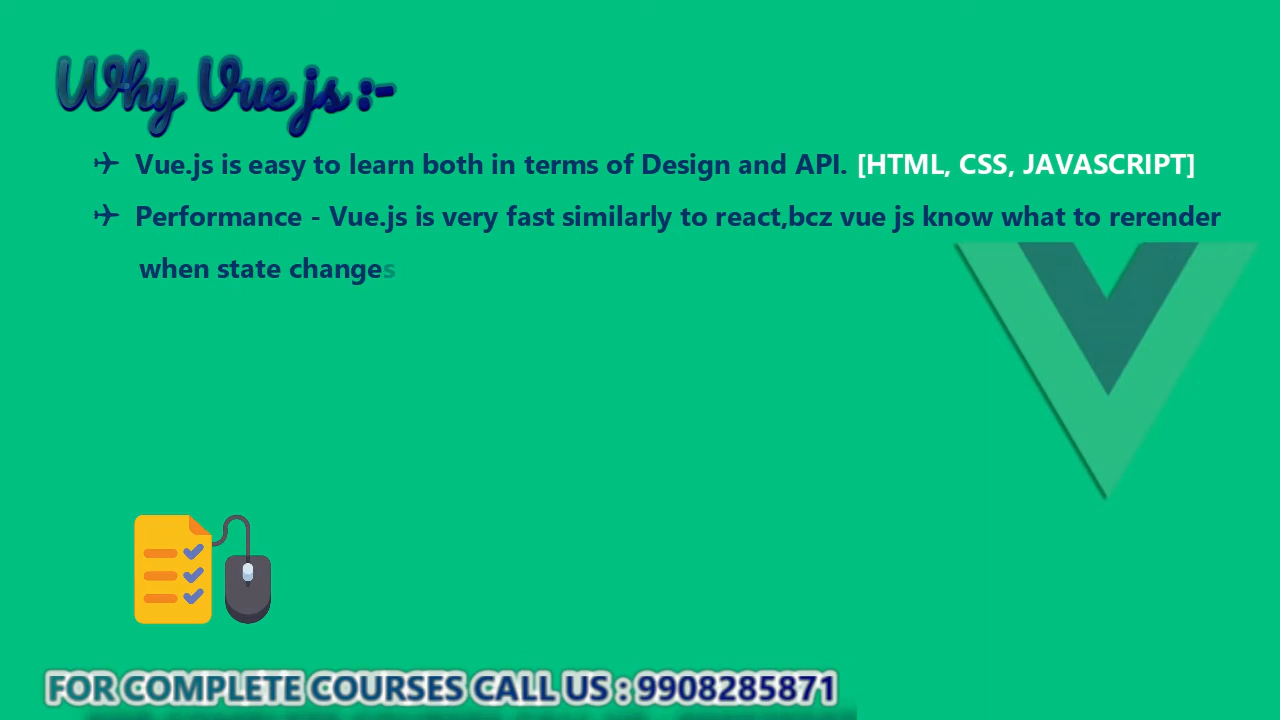 Why Vue js :-
✈ Vue.js is easy to learn both in terms of Design and API. [HTML, CSS, JAVASCRIPT]
✈ Performance - Vue.js is very fast similarly to react,bcz vue js know what to rerender
when state changes
FOR COMPLETE COURSES CALL US : 9908285871